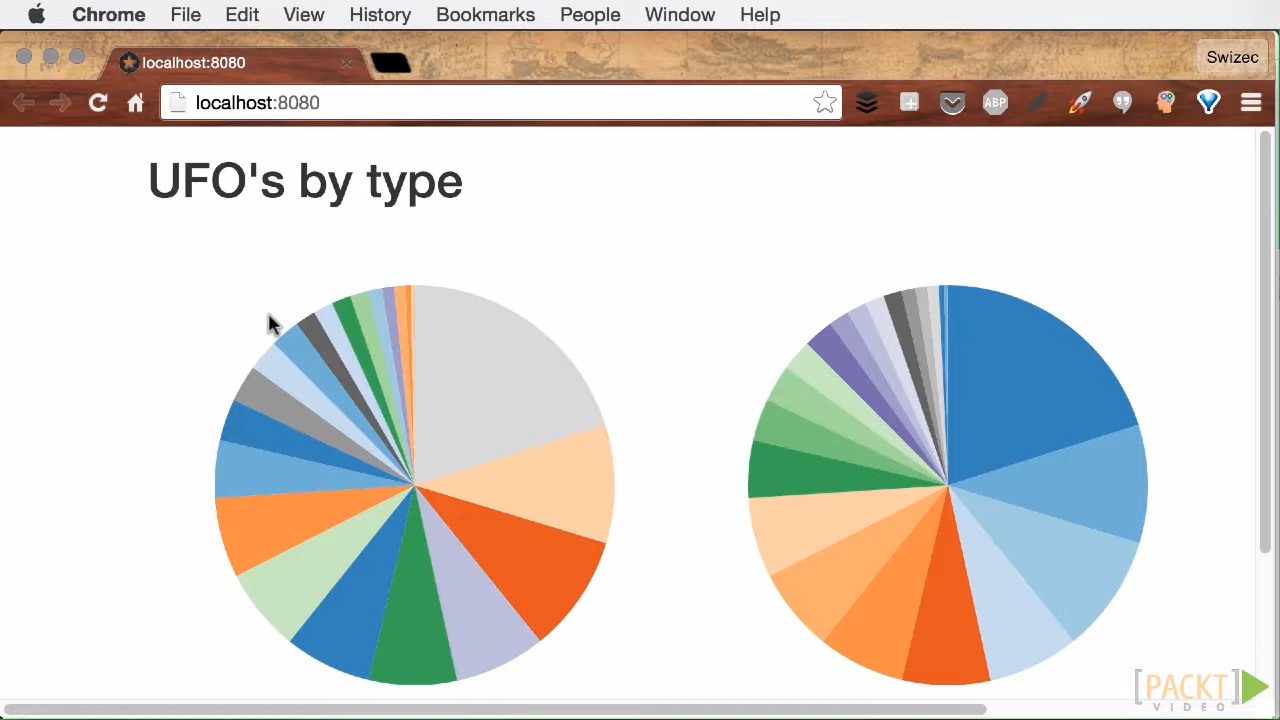 Chrome File Edit View History Bookmarks People Window Help
localhost:8080
Swizec
localhost:8080
ABP
UFO's by type
[PACKT]
VIDEO